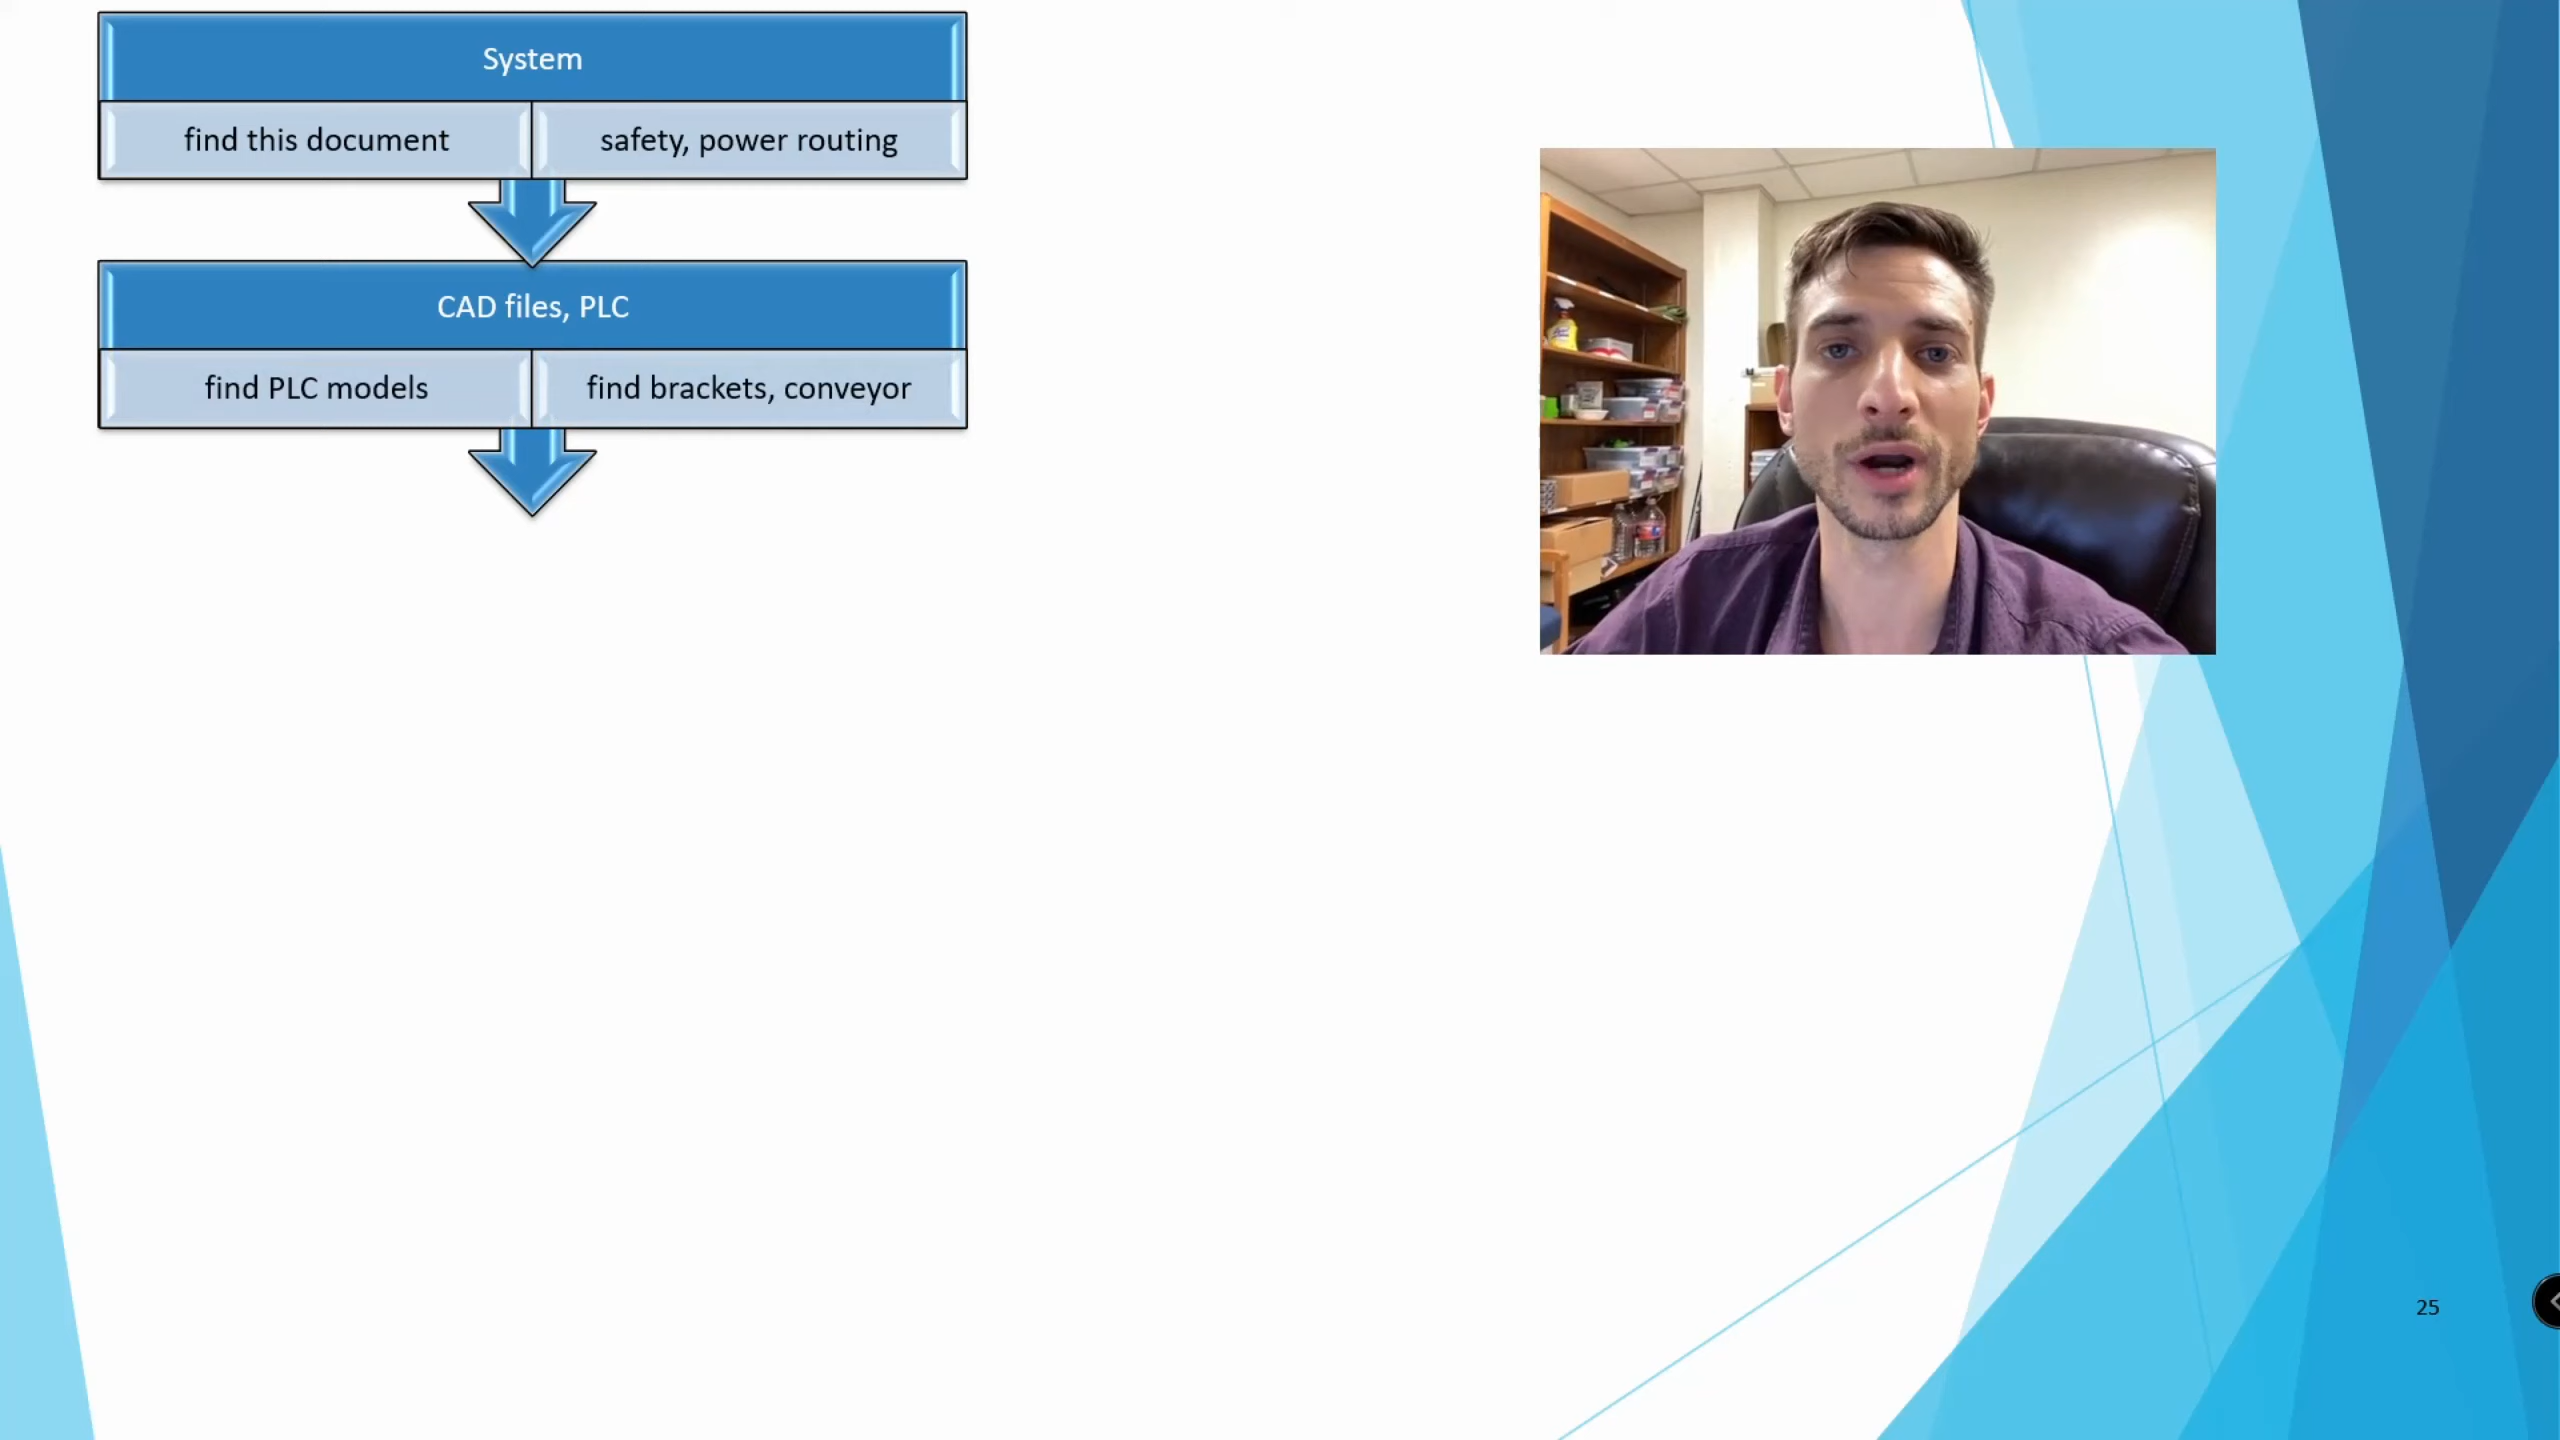 System
find this document
safety, power routing
CAD files, PLC
find PLC models
find brackets, conveyor
25